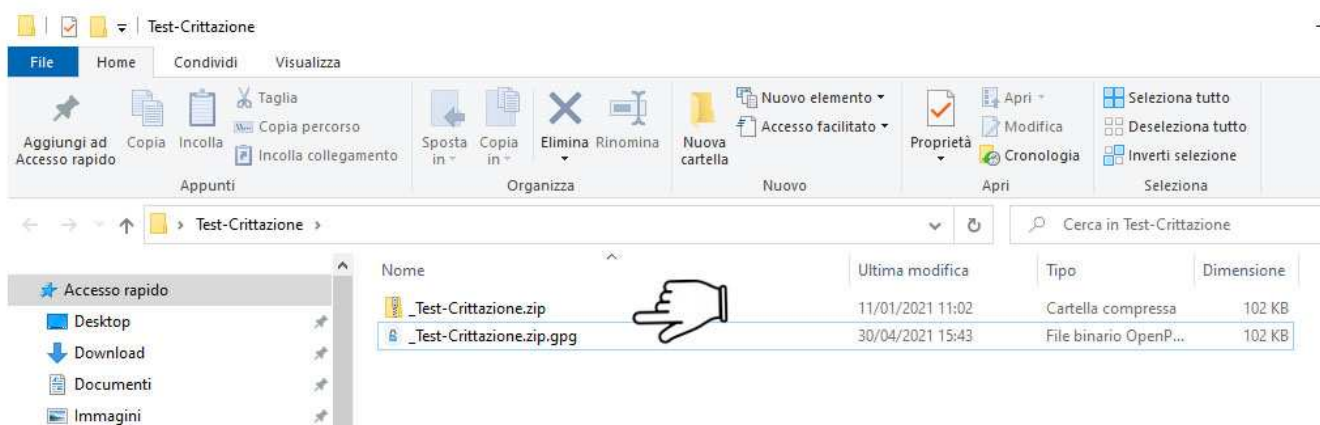 Test-Crittazione
File Home Condividi Visualizza
Aggiungi ad Accesso rapido
Copia
Incolla
Taglia
Copia percorso
Incolla collegamento
Appunti
Sposta in
Copia in
Elimina
Rinomina
Organizza
Nuova cartella
Nuovo elemento
Accesso facilitato
Nuovo
Proprietà
Apri
Modifica
Cronologia
Apri
Seleziona tutto
Deseleziona tutto
Inverti selezione
Seleziona
Test-Crittazione
Cerca in Test-Crittazione
Accesso rapido
Desktop
Download
Documenti
Immagini
Nome Ultima modifica Tipo Dimensione
_Test-Crittazione.zip 11/01/2021 11:02 Cartella compressa 102 KB
_Test-Crittazione.zip.gpg 30/04/2021 15:43 File binario OpenP... 102 KB